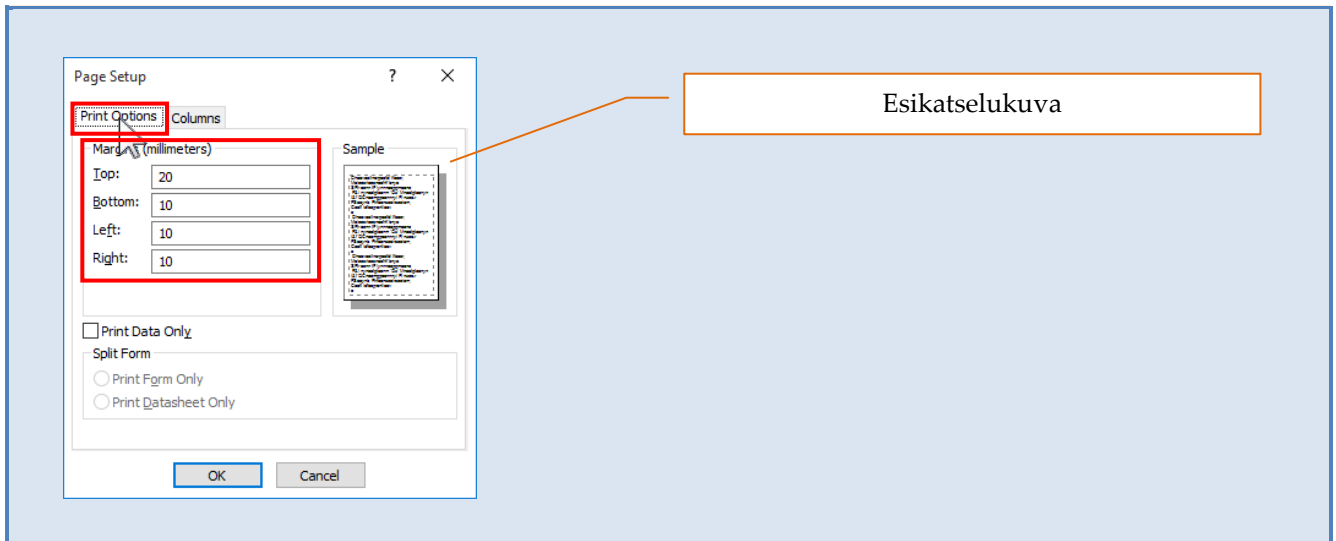 Page Setup ? ×
Print Options Columns
Margins (millimeters)
Sample
Top: 20
Bottom: 10
Left: 10
Right: 10
Print Data Only
Split Form
Print Form Only
Print Datasheet Only
OK Cancel
Esikatselukuva